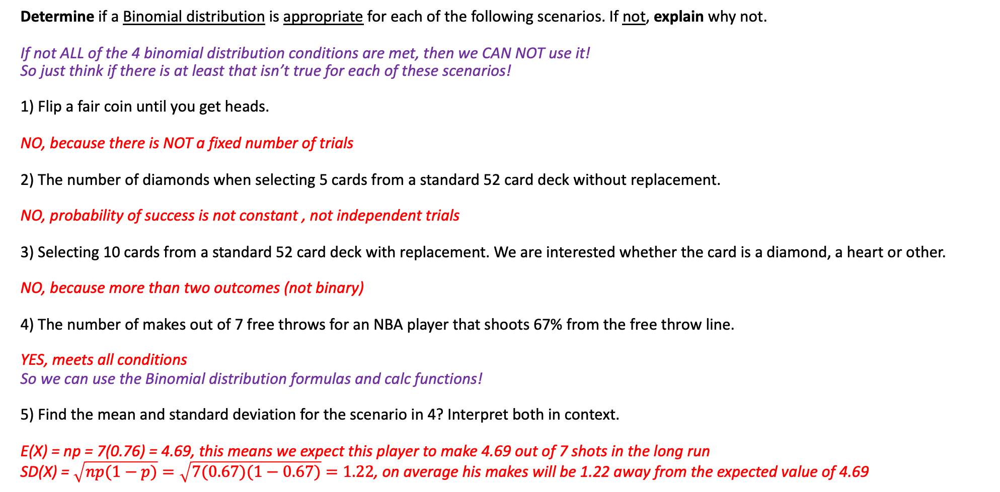 Determine if a Binomial distribution is appropriate for each of the following scenarios. If not, explain why not.
If not ALL of the 4 binomial distribution conditions are met, then we CAN NOT use it!
So just think if there is at least that isn't true for each of these scenarios!
1) Flip a fair coin until you get heads.
NO, because there is NOT a fixed number of trials
2) The number of diamonds when selecting 5 cards from a standard 52 card deck without replacement.
NO, probability of success is not constant , not independent trials
3) Selecting 10 cards from a standard 52 card deck with replacement. We are interested whether the card is a diamond, a heart or other.
NO, because more than two outcomes (not binary)
4) The number of makes out of 7 free throws for an NBA player that shoots 67% from the free throw line.
YES, meets all conditions
So we can use the Binomial distribution formulas and calc functions!
5) Find the mean and standard deviation for the scenario in 4? Interpret both in context.
E(X) = np = 7(0.76) = 4.69, this means we expect this player to make 4.69 out of 7 shots in the long run
SD(X) = √np(1 − p) = √7(0.67)(1 − 0.67) = 1.22, on average his makes will be 1.22 away from the expected value of 4.69